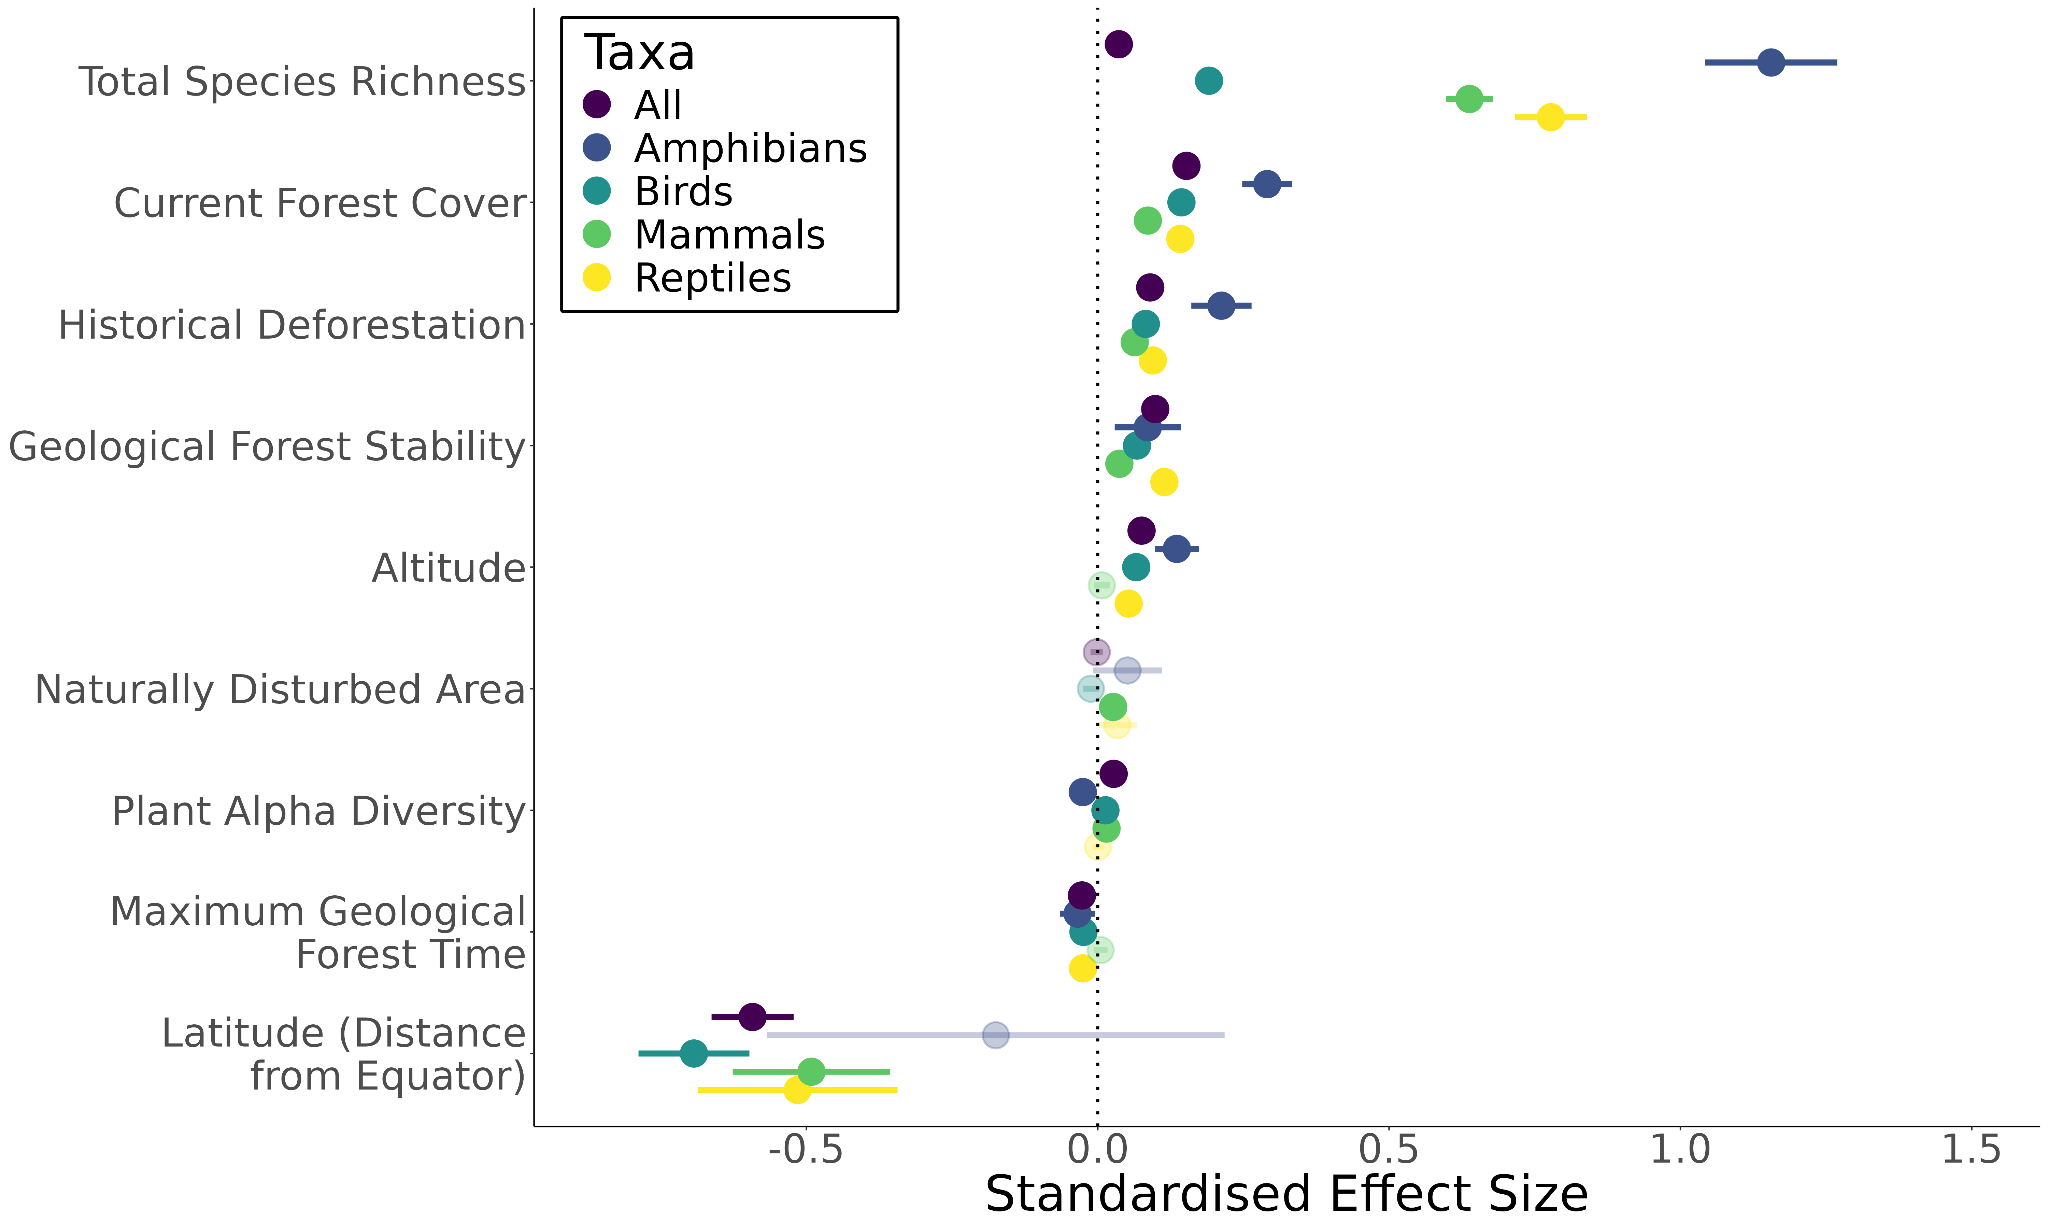 Taxa
All
Amphibians
Birds
Mammals
Reptiles
Total Species Richness
Current Forest Cover
Historical Deforestation
Geological Forest Stability
Altitude
Naturally Disturbed Area
Plant Alpha Diversity
Maximum Geological
Forest Time
Latitude (Distance
from Equator)
-0.5 0.0 0.5 1.0 1.5
Standardised Effect Size